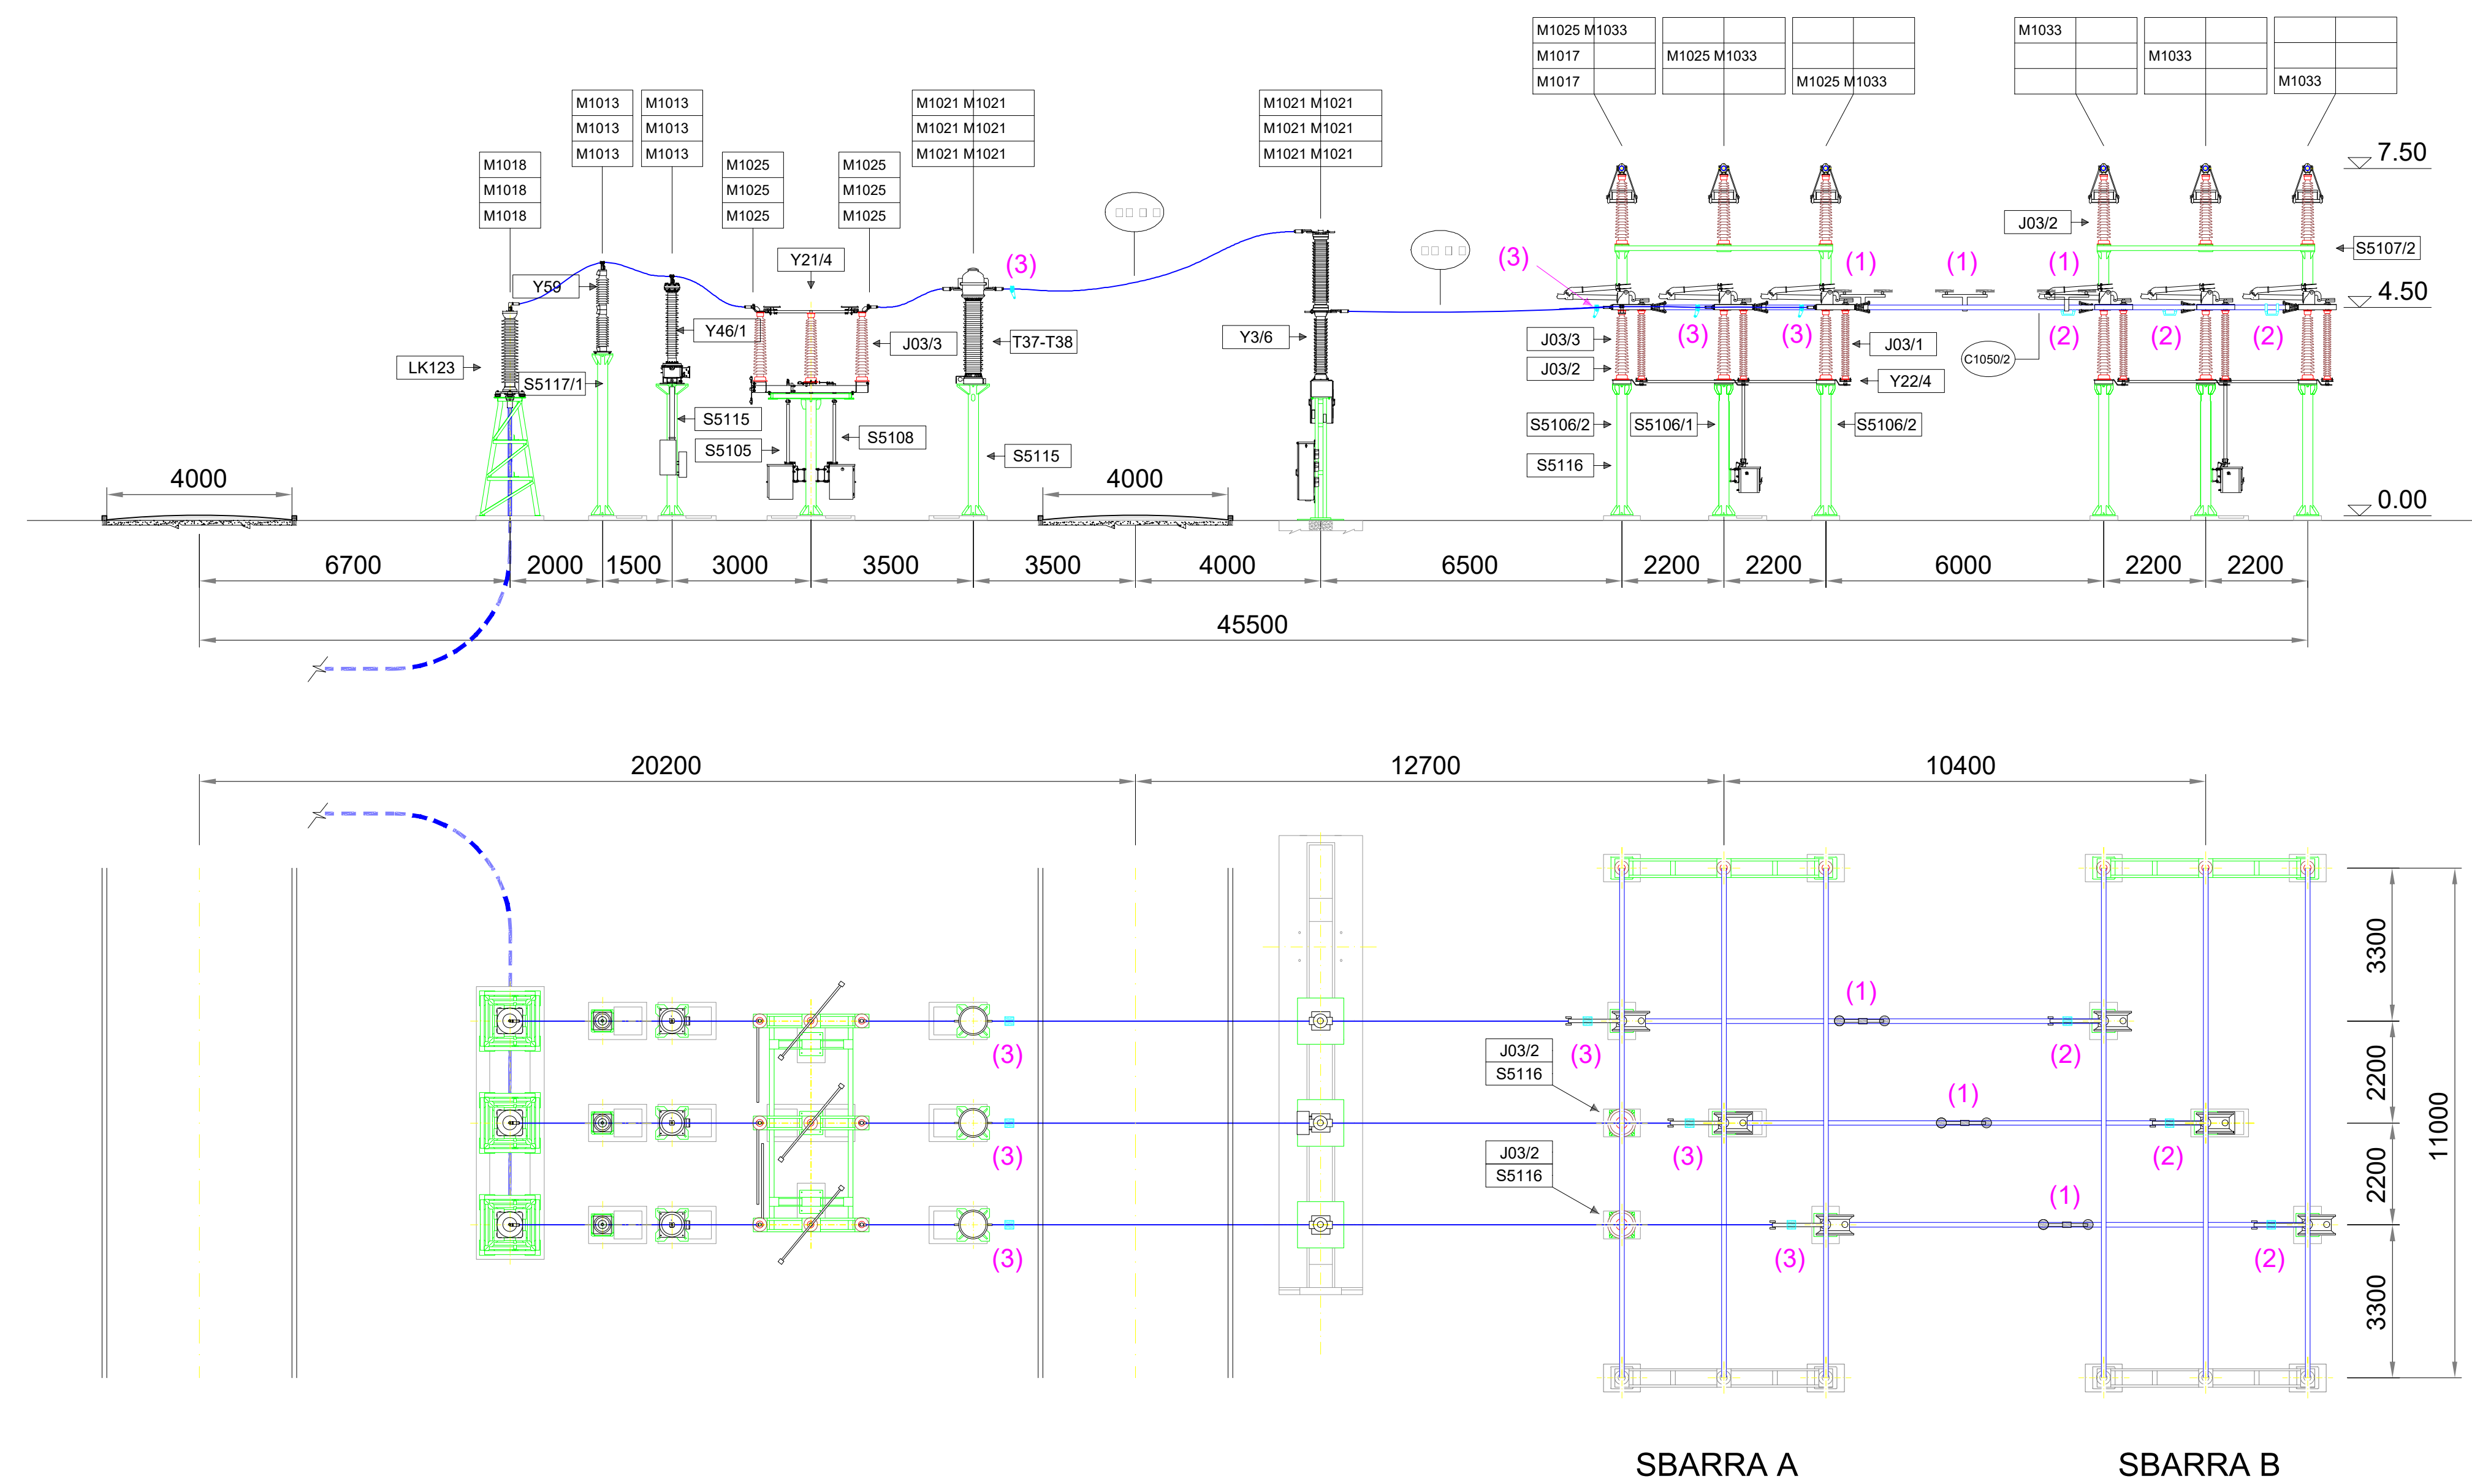 M1025 M1033
M1017
M1017
M1025 M1033
M1025 M1033
M1033
M1033
M1033
M1013
M1013
M1013
M1013
M1013
M1013
M1021 M1021
M1021 M1021
M1021 M1021
M1021 M1021
M1021 M1021
M1021 M1021
M1018
M1018
M1018
M1025
M1025
M1025
M1025
M1025
M1025
7.50
4.50
0.00
J03/2
S5107/2
Y21/4
(3)
(3)
(1)
(1)
(1)
Y59
Y46/1
J03/3
T37-T38
Y3/6
J03/3
J03/2
(3)
(3)
J03/1
Y22/4
C1050/2
(2)
(2)
(2)
LK123
S5117/1
S5115
S5105
S5108
S5115
S5106/2
S5106/1
S5106/2
S5116
4000
4000
6700
2000
1500
3000
3500
3500
4000
6500
2200
2200
6000
2200
2200
45500
20200
12700
10400
3300
2200
2200
3300
11000
(1)
(3)
(3)
(2)
J03/2
S5116
(1)
(3)
(3)
(2)
J03/2
S5116
(1)
(3)
(3)
(2)
SBARRA A
SBARRA B